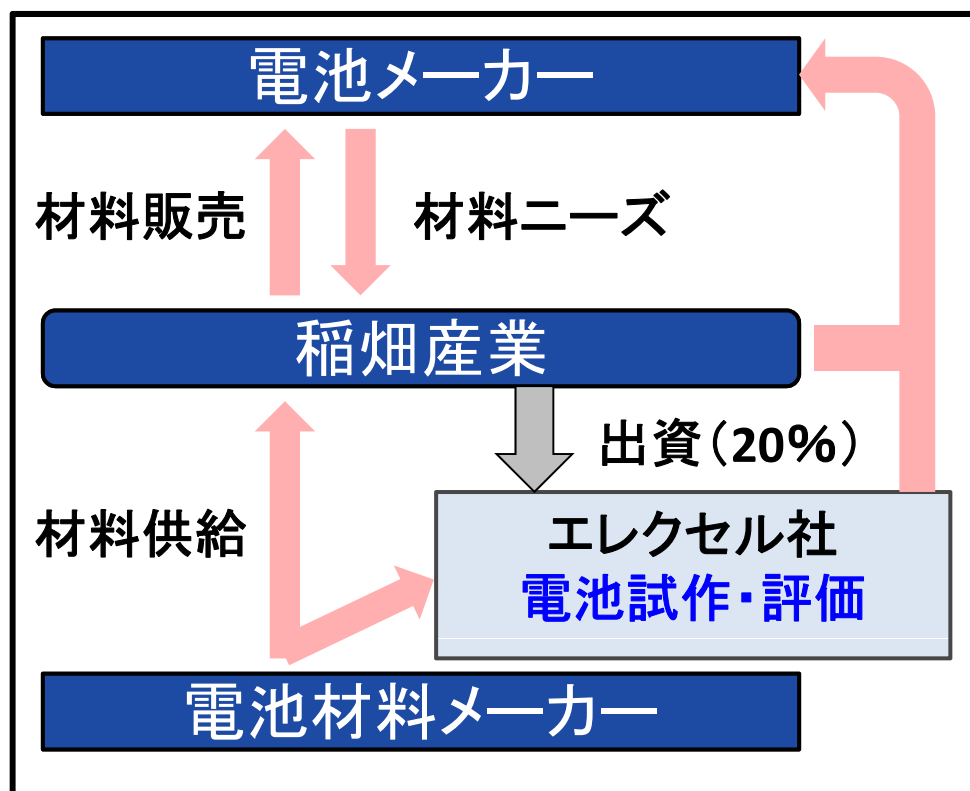 電池メーカー
材料販売
材料ニーズ
稲畑産業
出資（20％）
材料供給
エレクセル社
電池試作・評価
電池材料メーカー